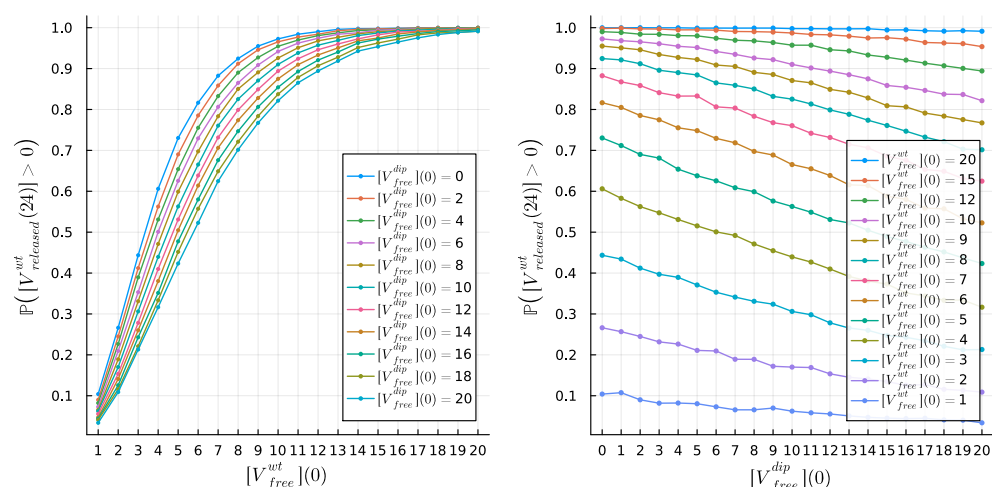 ℙ([V^{wt}_{released}(24)] > 0)
1.0
0.9
0.8
0.7
0.6
0.5
0.4
0.3
0.2
0.1
[V^{dip}_{free}](0) = 0
[V^{dip}_{free}](0) = 2
[V^{dip}_{free}](0) = 4
[V^{dip}_{free}](0) = 6
[V^{dip}_{free}](0) = 8
[V^{dip}_{free}](0) = 10
[V^{dip}_{free}](0) = 12
[V^{dip}_{free}](0) = 14
[V^{dip}_{free}](0) = 16
[V^{dip}_{free}](0) = 18
[V^{dip}_{free}](0) = 20
1 2 3 4 5 6 7 8 9 10 11 12 13 14 15 16 17 18 19 20
[V^{wt}_{free}](0)
ℙ([V^{wt}_{released}(24)] > 0)
1.0
0.9
0.8
0.7
0.6
0.5
0.4
0.3
0.2
0.1
[V^{wt}_{free}](0) = 20
[V^{wt}_{free}](0) = 15
[V^{wt}_{free}](0) = 12
[V^{wt}_{free}](0) = 10
[V^{wt}_{free}](0) = 9
[V^{wt}_{free}](0) = 8
[V^{wt}_{free}](0) = 7
[V^{wt}_{free}](0) = 6
[V^{wt}_{free}](0) = 5
[V^{wt}_{free}](0) = 4
[V^{wt}_{free}](0) = 3
[V^{wt}_{free}](0) = 2
[V^{wt}_{free}](0) = 1
0 1 2 3 4 5 6 7 8 9 10 11 12 13 14 15 16 17 18 19 20
[V^{dip}_{free}](0)